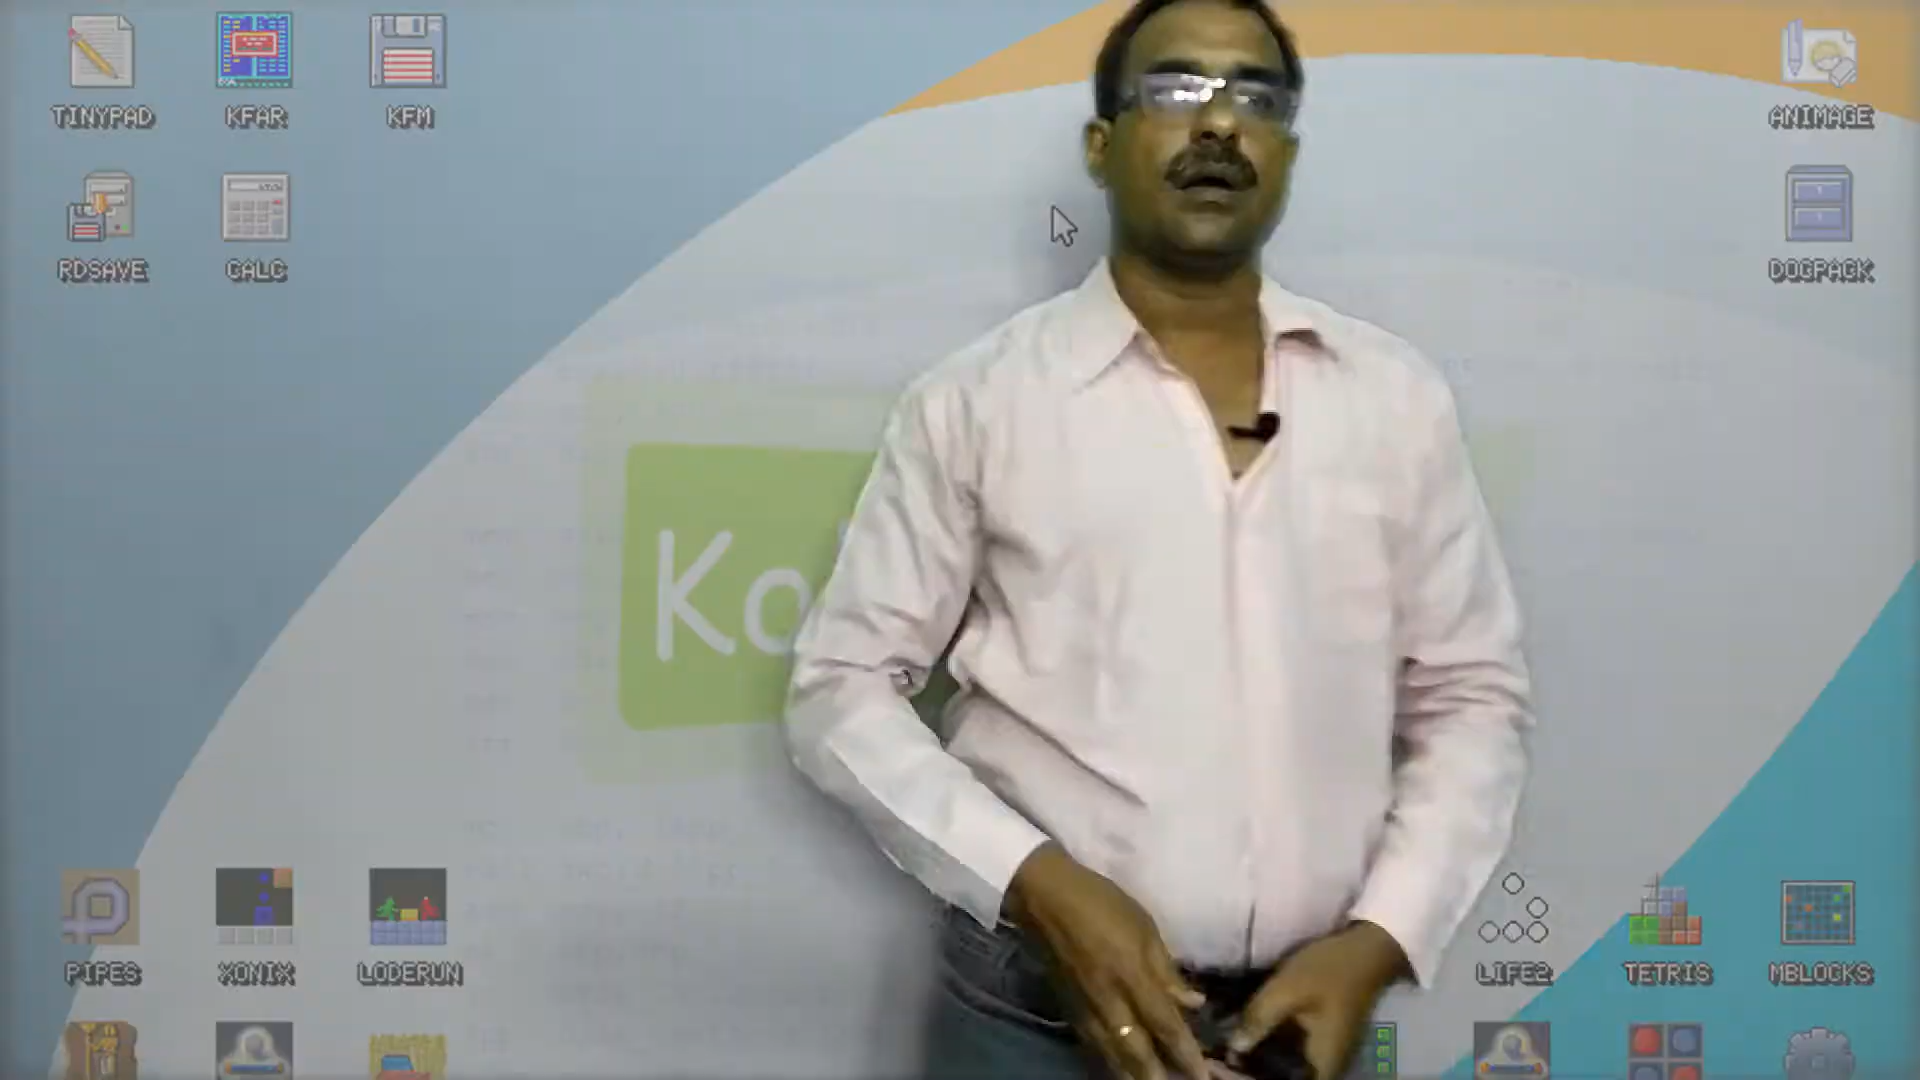 TINYPAD KFAR KFM ANIMAGE
RDSAVE CALC DOCPACK
Ko
PIPES XONIX LODERUN LIFE2 TETRIS MBLOCKS